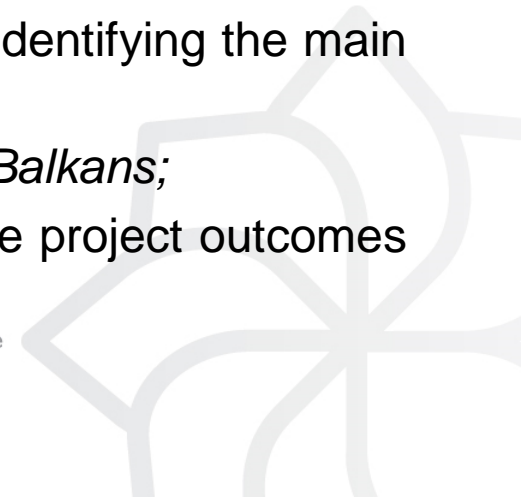 dentifying the main
Balkans;
e project outcomes
e